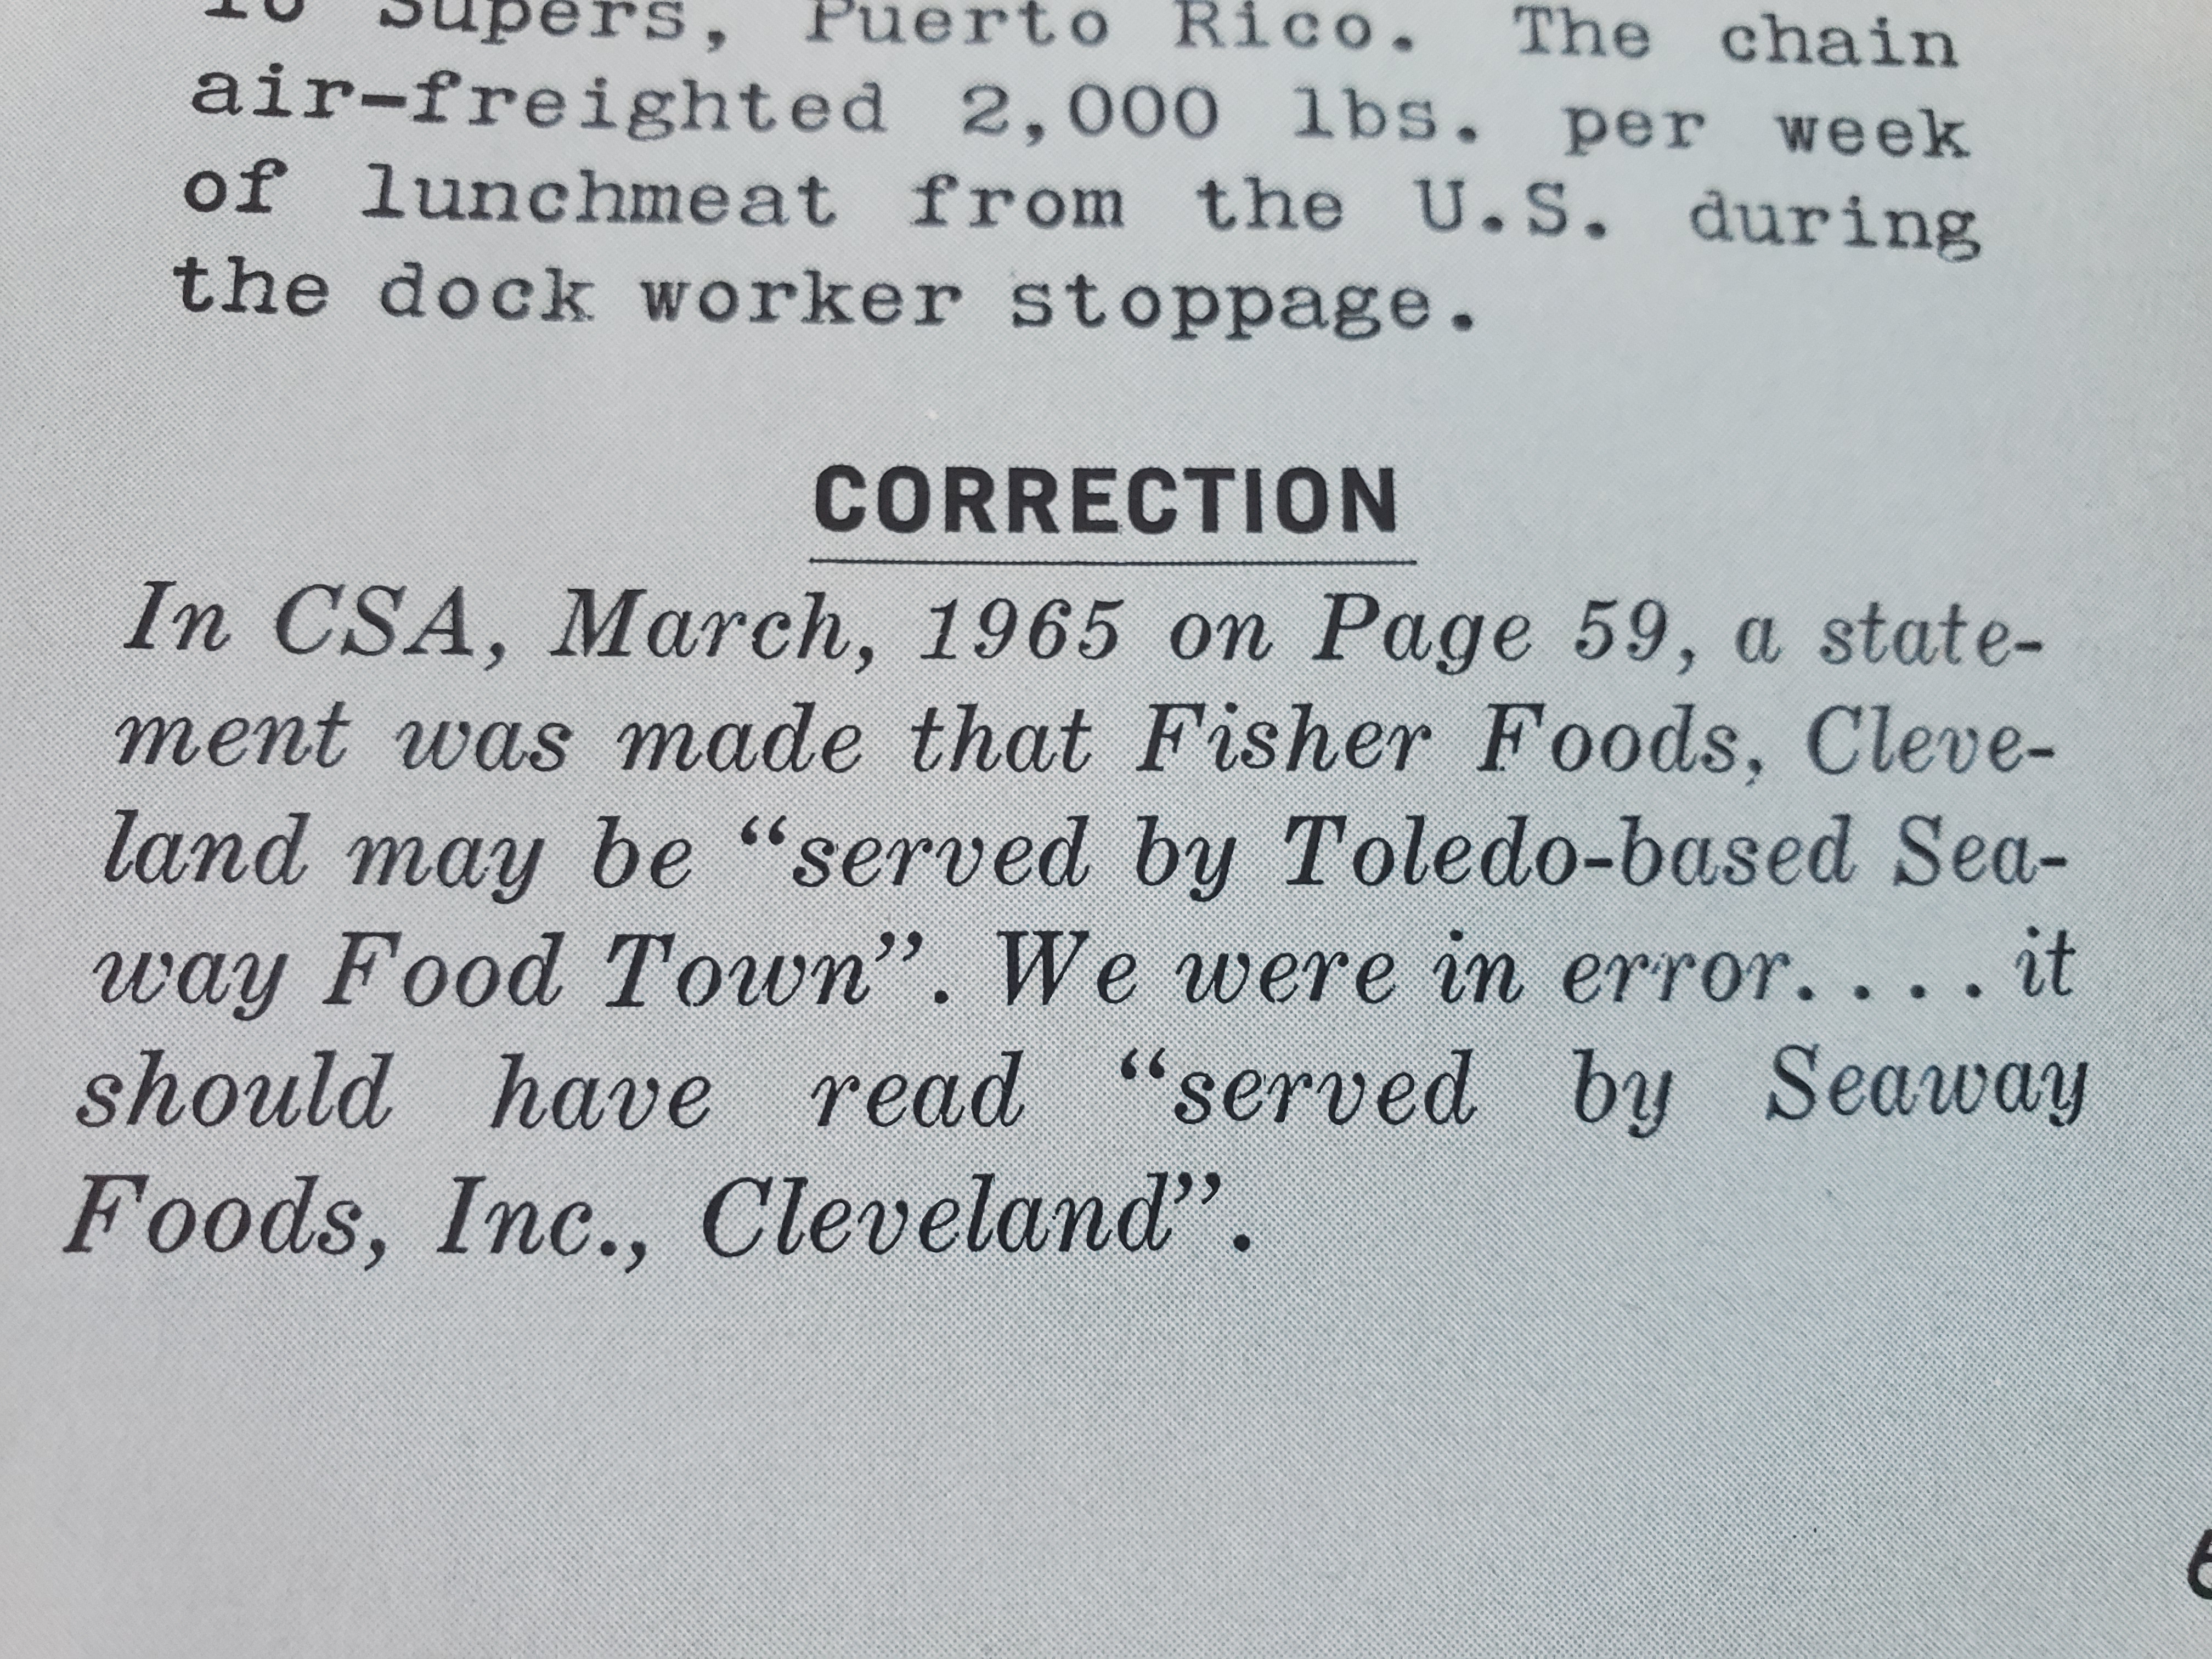 Supers, Puerto Rico. The chain
air-freighted 2,000 lbs. per week
of lunchmeat from the U.S. during
the dock worker stoppage.
CORRECTION
In CSA, March, 1965 on Page 59, a state-
ment was made that Fisher Foods, Cleve-
land may be “served by Toledo-based Sea-
way Food Town”. We were in error. . . . it
should have read “served by Seaway
Foods, Inc., Cleveland”.